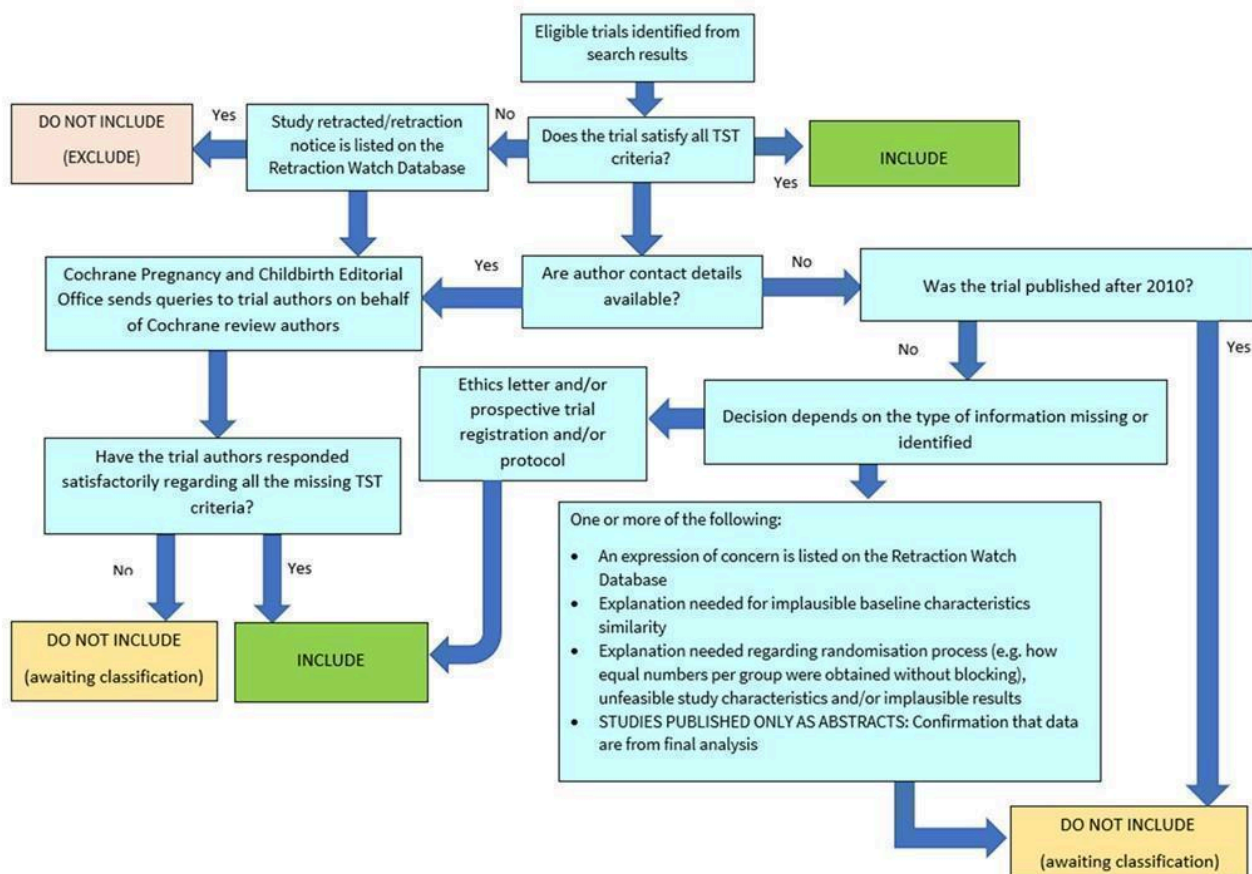 Eligible trials identified from
search results
DO NOT INCLUDE
(EXCLUDE)
Yes
Study retracted/retraction
notice is listed on the
Retraction Watch Database
No
Does the trial satisfy all TST
criteria?
Yes
INCLUDE
Cochrane Pregnancy and Childbirth Editorial
Office sends queries to trial authors on behalf
of Cochrane review authors
Yes
Are author contact details
available?
No
Was the trial published after 2010?
No
Yes
Ethics letter and/or
prospective trial
registration and/or
protocol
Decision depends on the type of information missing or
identified
Have the trial authors responded
satisfactorily regarding all the missing TST
criteria?
No
Yes
DO NOT INCLUDE
(awaiting classification)
INCLUDE
One or more of the following:
• An expression of concern is listed on the Retraction Watch
Database
• Explanation needed for implausible baseline characteristics
similarity
• Explanation needed regarding randomisation process (e.g. how
equal numbers per group were obtained without blocking),
unfeasible study characteristics and/or implausible results
• STUDIES PUBLISHED ONLY AS ABSTRACTS: Confirmation that data
are from final analysis
DO NOT INCLUDE
(awaiting classification)